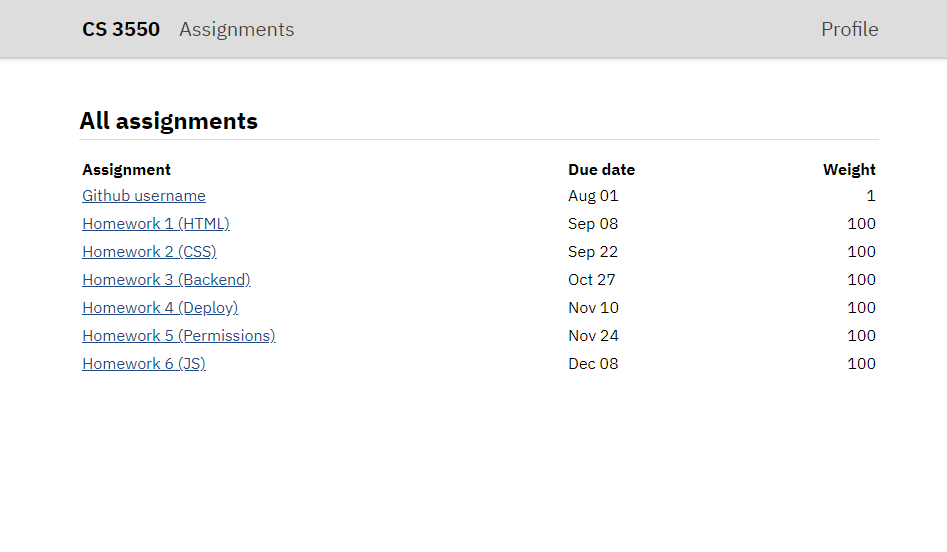 CS 3550 Assignments Profile
All assignments
Assignment Due date Weight
Github username Aug 01 1
Homework 1 (HTML) Sep 08 100
Homework 2 (CSS) Sep 22 100
Homework 3 (Backend) Oct 27 100
Homework 4 (Deploy) Nov 10 100
Homework 5 (Permissions) Nov 24 100
Homework 6 (JS) Dec 08 100